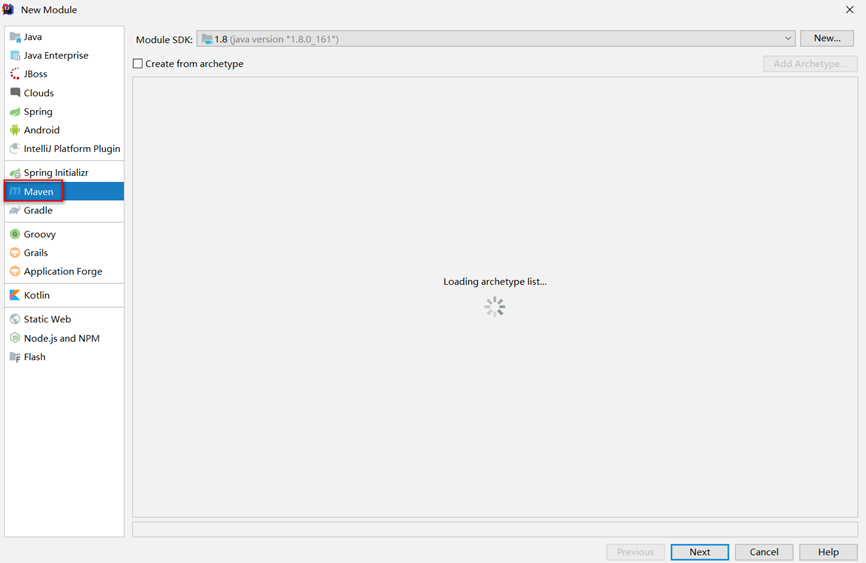 New Module
Java
Java Enterprise
JBoss
Clouds
Spring
Android
IntelliJ Platform Plugin
Spring Initializr
Maven
Gradle
Groovy
Grails
Application Forge
Kotlin
Static Web
Node.js and NPM
Flash
Module SDK: 1.8 (java version "1.8.0_161") New...
Create from archetype Add Archetype...
Loading archetype list...
Previous Next Cancel Help